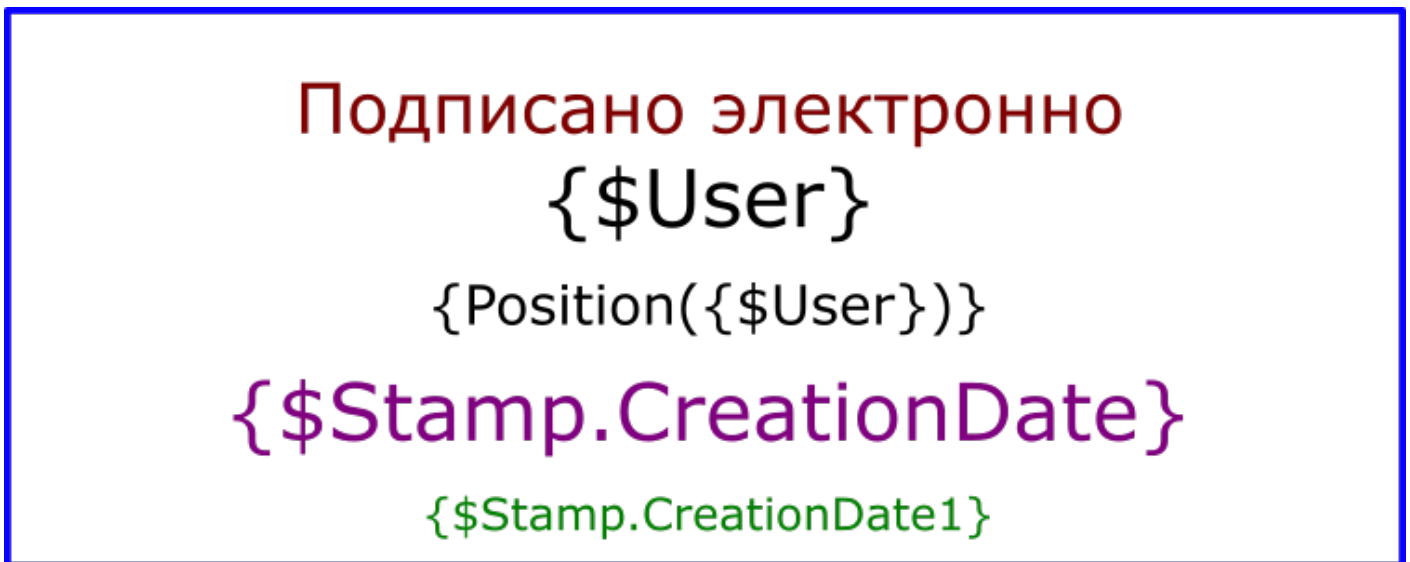 Подписано электронно
{$User}
{Position({$User})}
{$Stamp.CreationDate}
{$Stamp.CreationDate1}